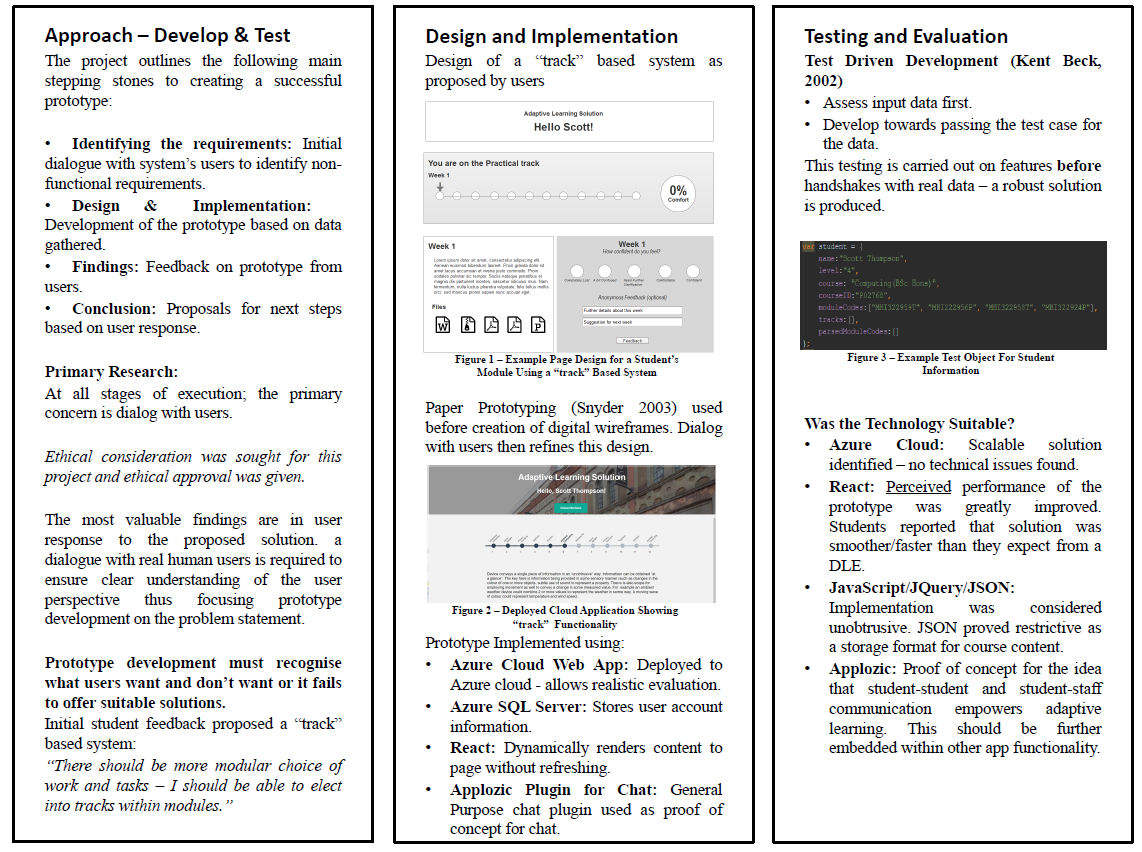 Approach – Develop & Test
The project outlines the following main
stepping stones to creating a successful
prototype:
• Identifying the requirements: Initial
dialogue with system's users to identify non-
functional requirements.
• Design & Implementation:
Development of the prototype based on data
gathered.
• Findings: Feedback on prototype from
users.
• Conclusion: Proposals for next steps
based on user response.
Primary Research:
At all stages of execution; the primary
concern is dialog with users.
Ethical consideration was sought for this
project and ethical approval was given.
The most valuable findings are in user
response to the proposed solution. a
dialogue with real human users is required to
ensure clear understanding of the user
perspective thus focusing prototype
development on the problem statement.
Prototype development must recognise
what users want and don't want or it fails
to offer suitable solutions.
Initial student feedback proposed a “track”
based system:
“There should be more modular choice of
work and tasks – I should be able to elect
into tracks within modules.”
Design and Implementation
Design of a “track” based system as
proposed by users
Adaptive Learning Solution
Hello Scott!
You are on the Practical track
Week 1
0%
Comfort
Week 1
Lorem ipsum dolor sit amet, consectetur adipiscing elit.
Files
Week 1
How confident do you feel?
Completely Lost
A bit Confused
Need Further
Clarification
Comfortable
Confident
Anonymous Feedback (optional)
Further details about this week
Suggestion for next week
Feedback
Figure 1 – Example Page Design for a Student's
Module Using a “track” Based System
Paper Prototyping (Snyder 2003) used
before creation of digital wireframes. Dialog
with users then refines this design.
Adaptive Learning Solution
Hello, Scott Thompson!
Figure 2 – Deployed Cloud Application Showing
“track” Functionality
Prototype Implemented using:
• Azure Cloud Web App: Deployed to
Azure cloud - allows realistic evaluation.
• Azure SQL Server: Stores user account
information.
• React: Dynamically renders content to
page without refreshing.
• Applozic Plugin for Chat: General
Purpose chat plugin used as proof of
concept for chat.
Testing and Evaluation
Test Driven Development (Kent Beck,
2002)
• Assess input data first.
• Develop towards passing the test case for
the data.
This testing is carried out on features before
handshakes with real data – a robust solution
is produced.
var student = {
name:"Scott Thompson",
level:"4",
course: "Computing(BSc Hons)",
courseID:"P02768",
moduleCodes:["MHI322959T", "MHI222956P", "MHI322958T", "MHI322924P"],
tracks:[],
parsedModuleCodes:[]
};
Figure 3 – Example Test Object For Student
Information
Was the Technology Suitable?
• Azure Cloud: Scalable solution
identified – no technical issues found.
• React: Perceived performance of the
prototype was greatly improved.
Students reported that solution was
smoother/faster than they expect from a
DLE.
• JavaScript/JQuery/JSON:
Implementation was considered
unobtrusive. JSON proved restrictive as
a storage format for course content.
• Applozic: Proof of concept for the idea
that student-student and student-staff
communication empowers adaptive
learning. This should be further
embedded within other app functionality.